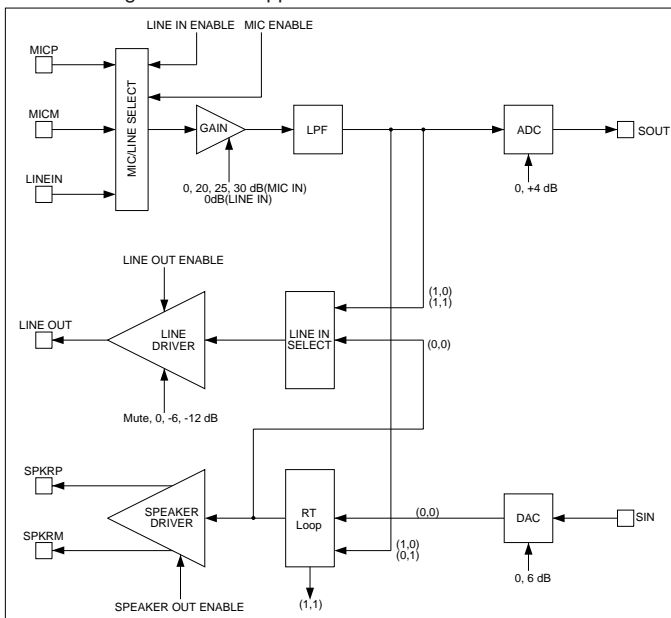 LINE IN ENABLE
MIC ENABLE
MICP
MICM
LINEIN
MIC/LINE SELECT
GAIN
LPF
ADC
SOUT
0, 20, 25, 30 dB(MIC IN)
0dB(LINE IN)
0, +4 dB
LINE OUT ENABLE
(1,0)
(1,1)
LINE OUT
LINE
DRIVER
LINE IN
SELECT
(0,0)
Mute, 0, -6, -12 dB
SPKRP
SPEAKER
DRIVER
SPKRM
RT
Loop
(0,0)
(1,0)
(0,1)
DAC
SIN
0, 6 dB
SPEAKER OUT ENABLE
(1,1)